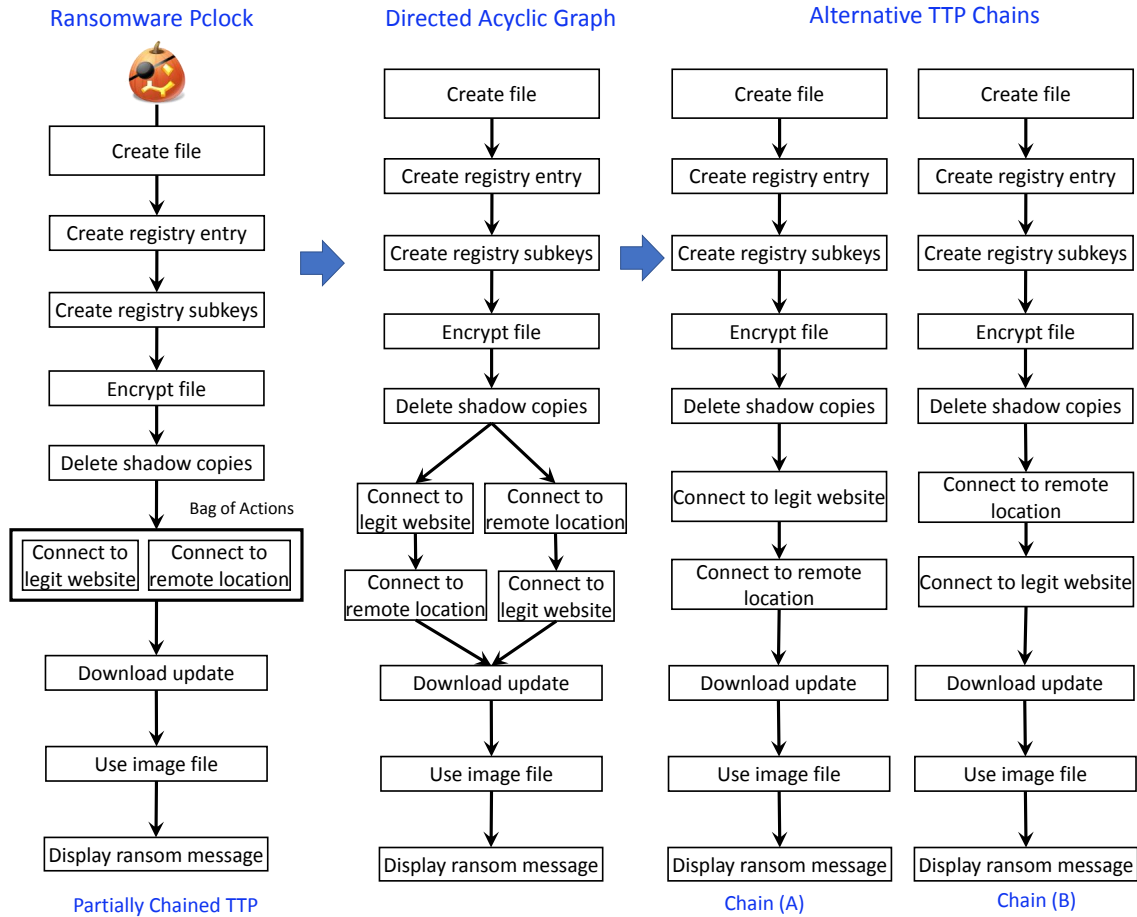 Ransomware Pclock
Create file
Create registry entry
Create registry subkeys
Encrypt file
Delete shadow copies
Bag of Actions
Connect to
legit website
Connect to
remote location
Download update
Use image file
Display ransom message
Partially Chained TTP
Directed Acyclic Graph
Create file
Create registry entry
Create registry subkeys
Encrypt file
Delete shadow copies
Connect to
legit website
Connect to
remote location
Connect to
remote location
Connect to
legit website
Download update
Use image file
Display ransom message
Alternative TTP Chains
Create file
Create registry entry
Create registry subkeys
Encrypt file
Delete shadow copies
Connect to legit website
Connect to remote
location
Download update
Use image file
Display ransom message
Chain (A)
Create file
Create registry entry
Create registry subkeys
Encrypt file
Delete shadow copies
Connect to remote
location
Connect to legit website
Download update
Use image file
Display ransom message
Chain (B)